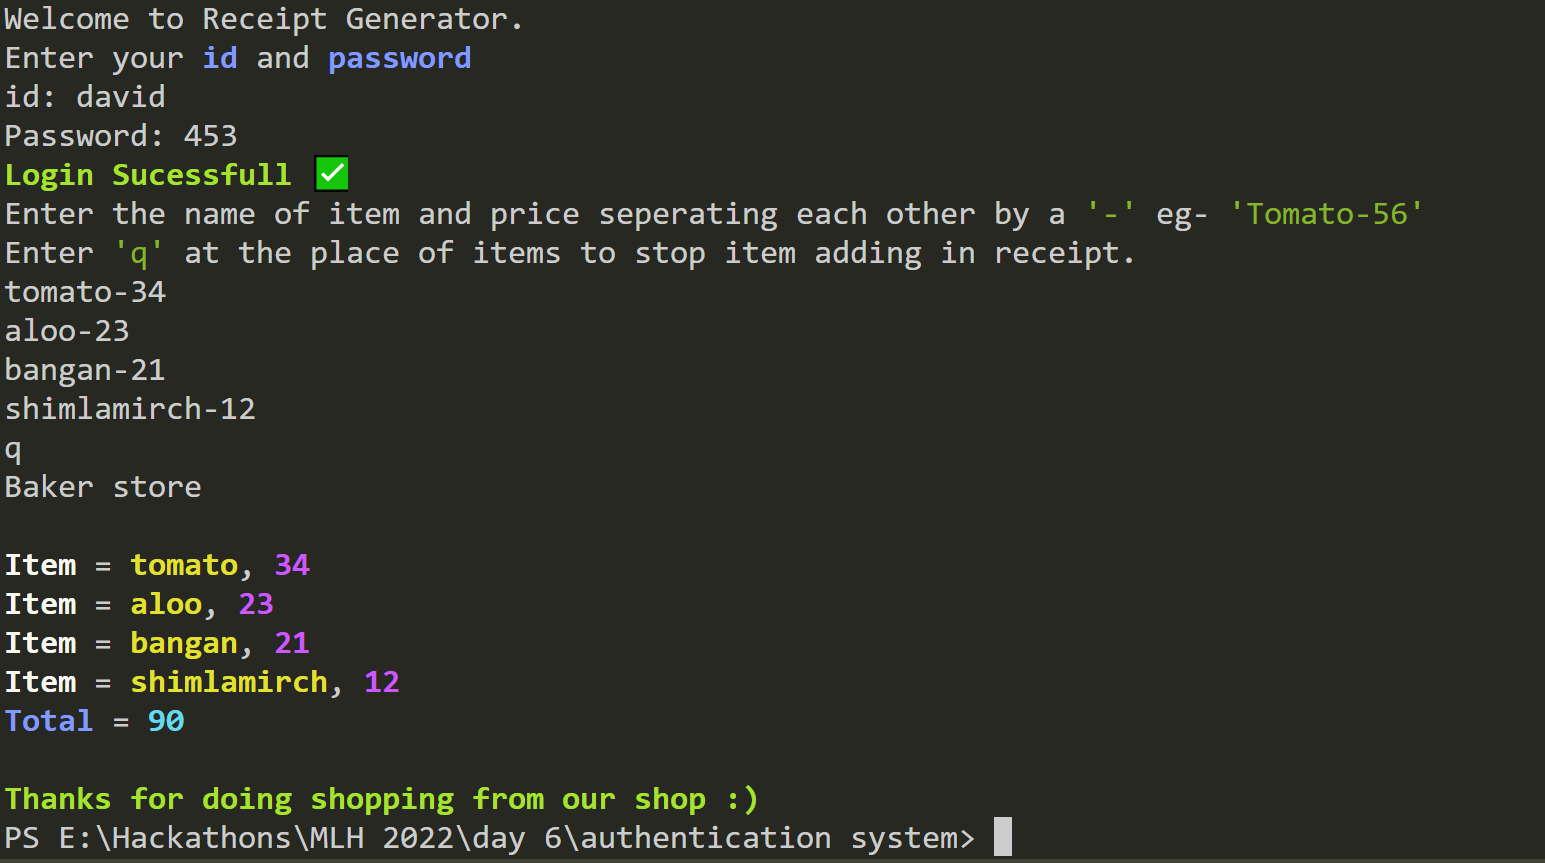 Welcome to Receipt Generator.
Enter your id and password
id: david
Password: 453
Login Sucessfull ✅
Enter the name of item and price seperating each other by a '-' eg- 'Tomato-56'
Enter 'q' at the place of items to stop item adding in receipt.
tomato-34
aloo-23
bangan-21
shimlamirch-12
q
Baker store
Item = tomato, 34
Item = aloo, 23
Item = bangan, 21
Item = shimlamirch, 12
Total = 90
Thanks for doing shopping from our shop :)
PS E:\Hackathons\MLH 2022\day 6\authentication system>